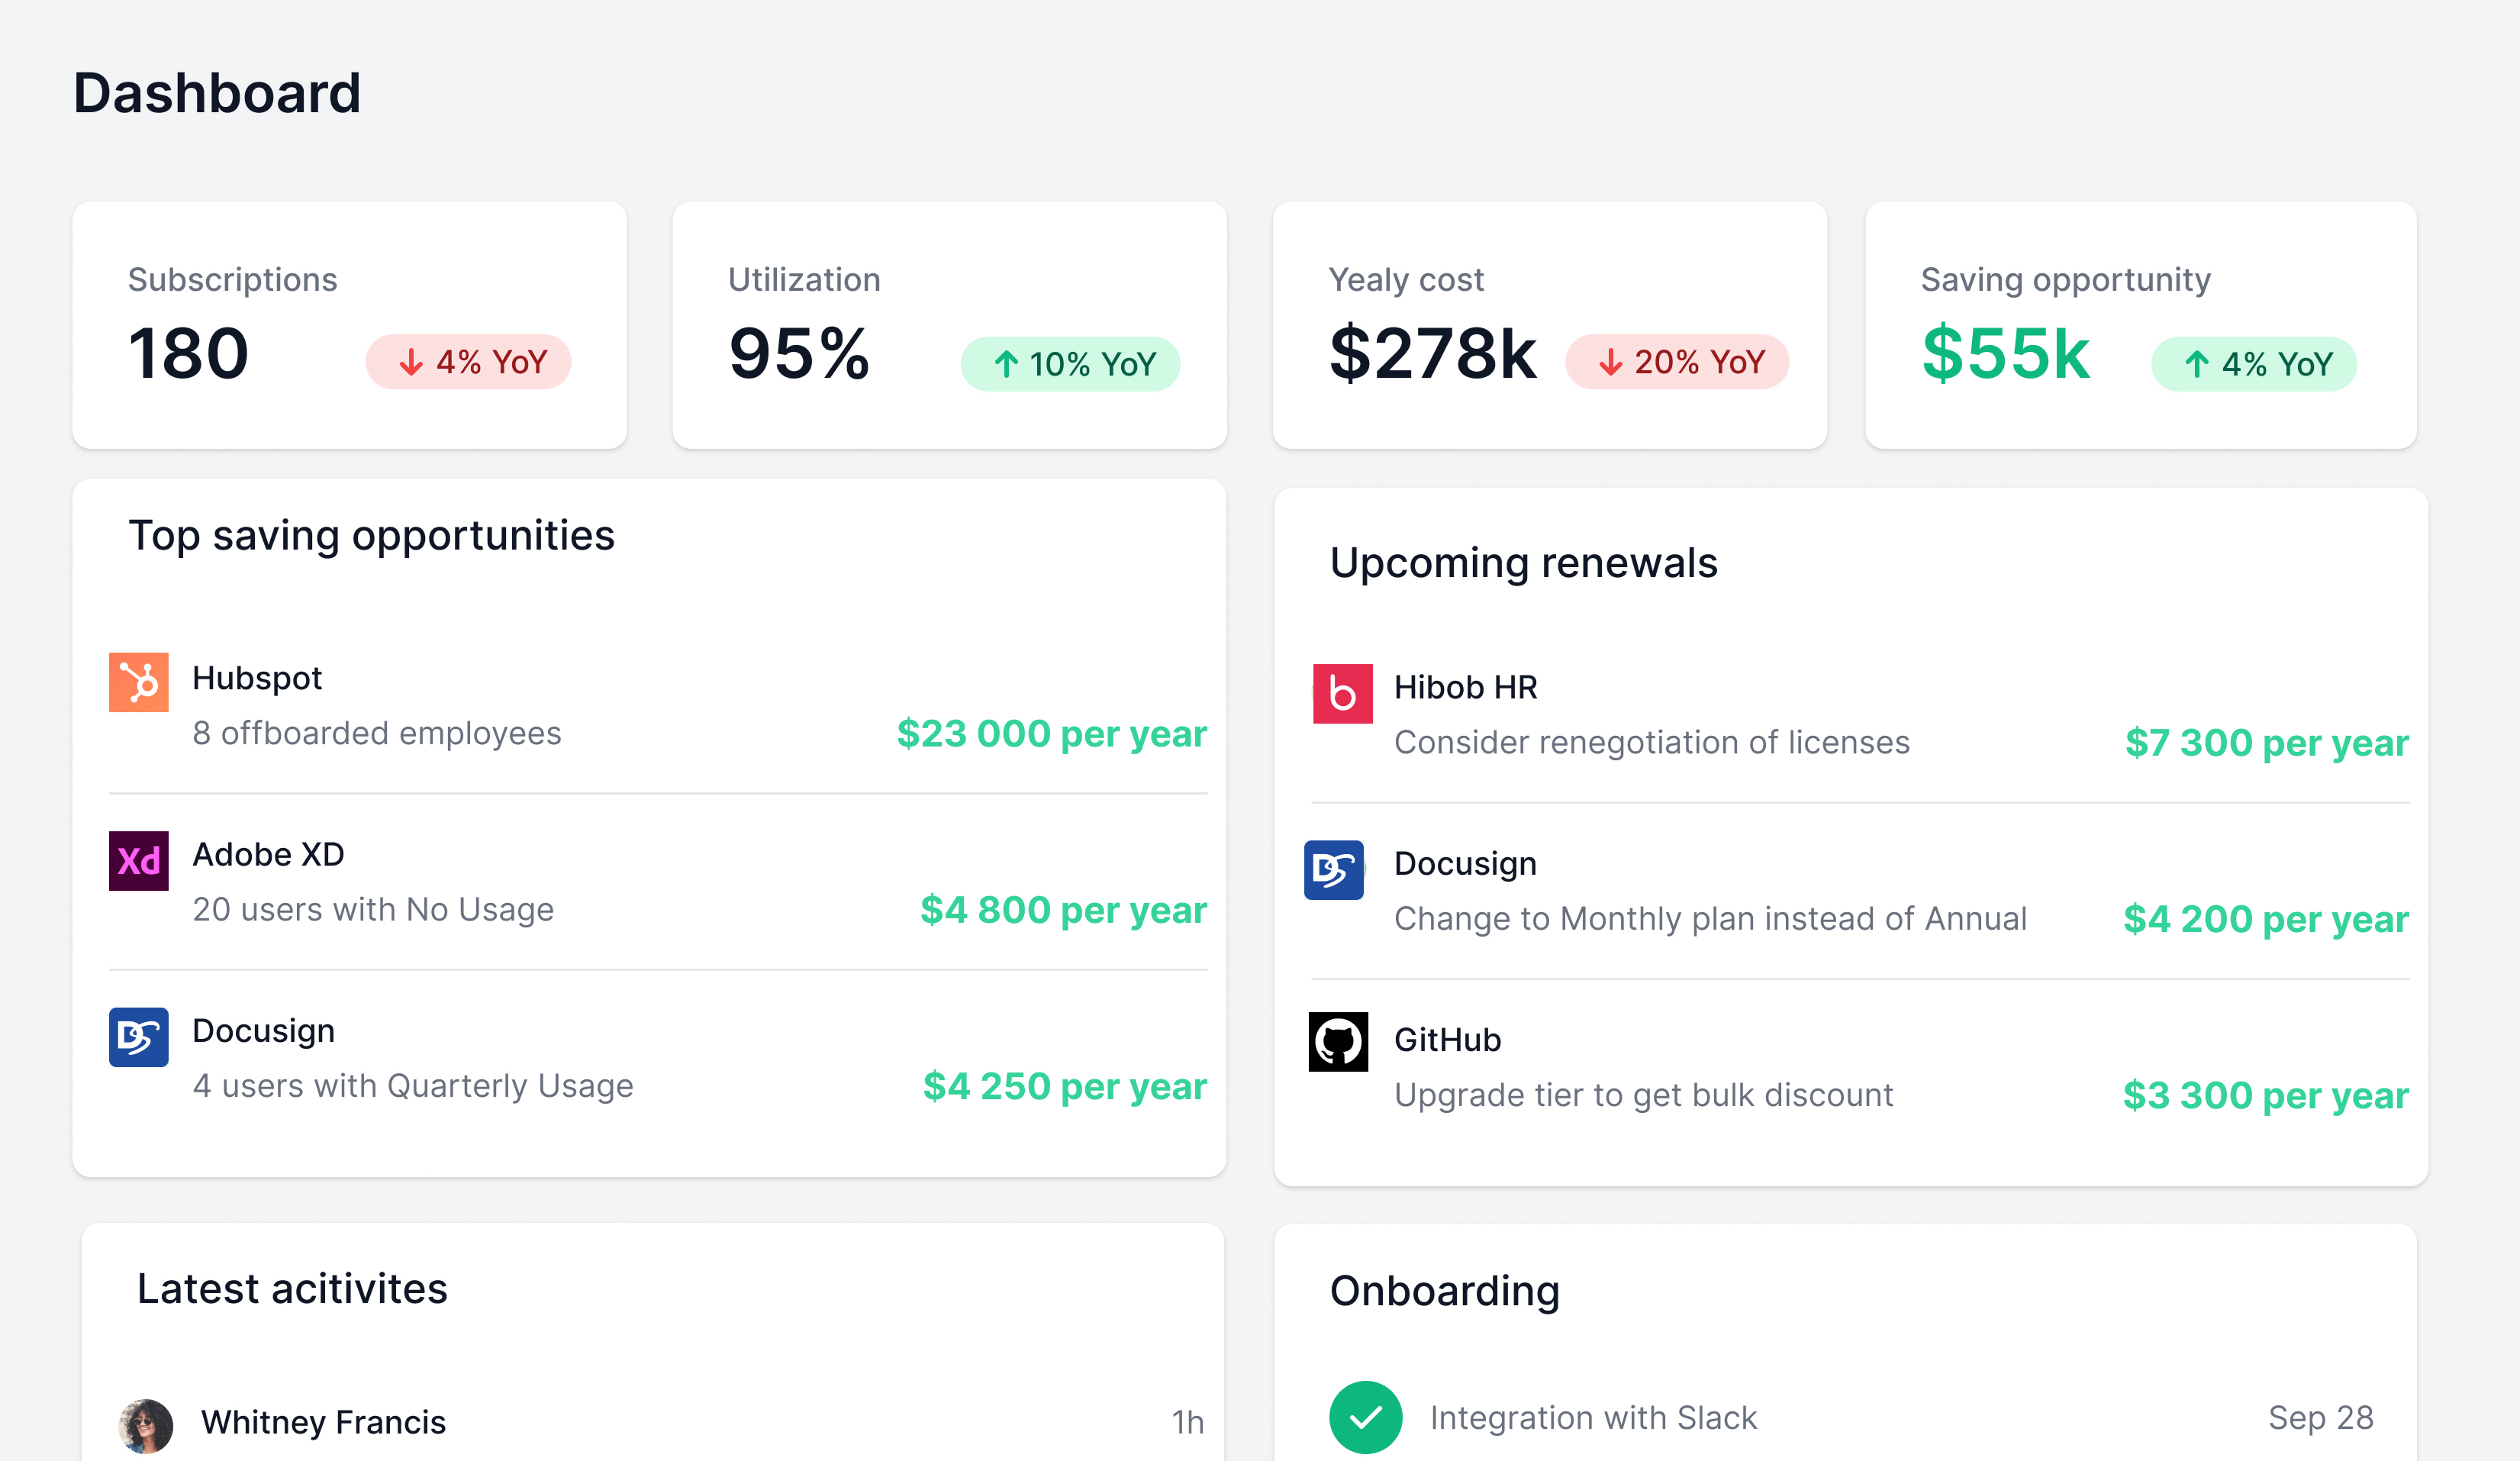 Dashboard
Subscriptions
180
↓ 4% YoY
Utilization
95%
↑ 10% YoY
Yealy cost
$278k
↓ 20% YoY
Saving opportunity
$55k
↑ 4% YoY
Top saving opportunities
Hubspot
8 offboarded employees
$23 000 per year
Xd
Adobe XD
20 users with No Usage
$4 800 per year
DS
Docusign
4 users with Quarterly Usage
$4 250 per year
Upcoming renewals
b
Hibob HR
Consider renegotiation of licenses
$7 300 per year
DS
Docusign
Change to Monthly plan instead of Annual
$4 200 per year
GitHub
Upgrade tier to get bulk discount
$3 300 per year
Latest acitivites
Whitney Francis
1h
Onboarding
Integration with Slack
Sep 28